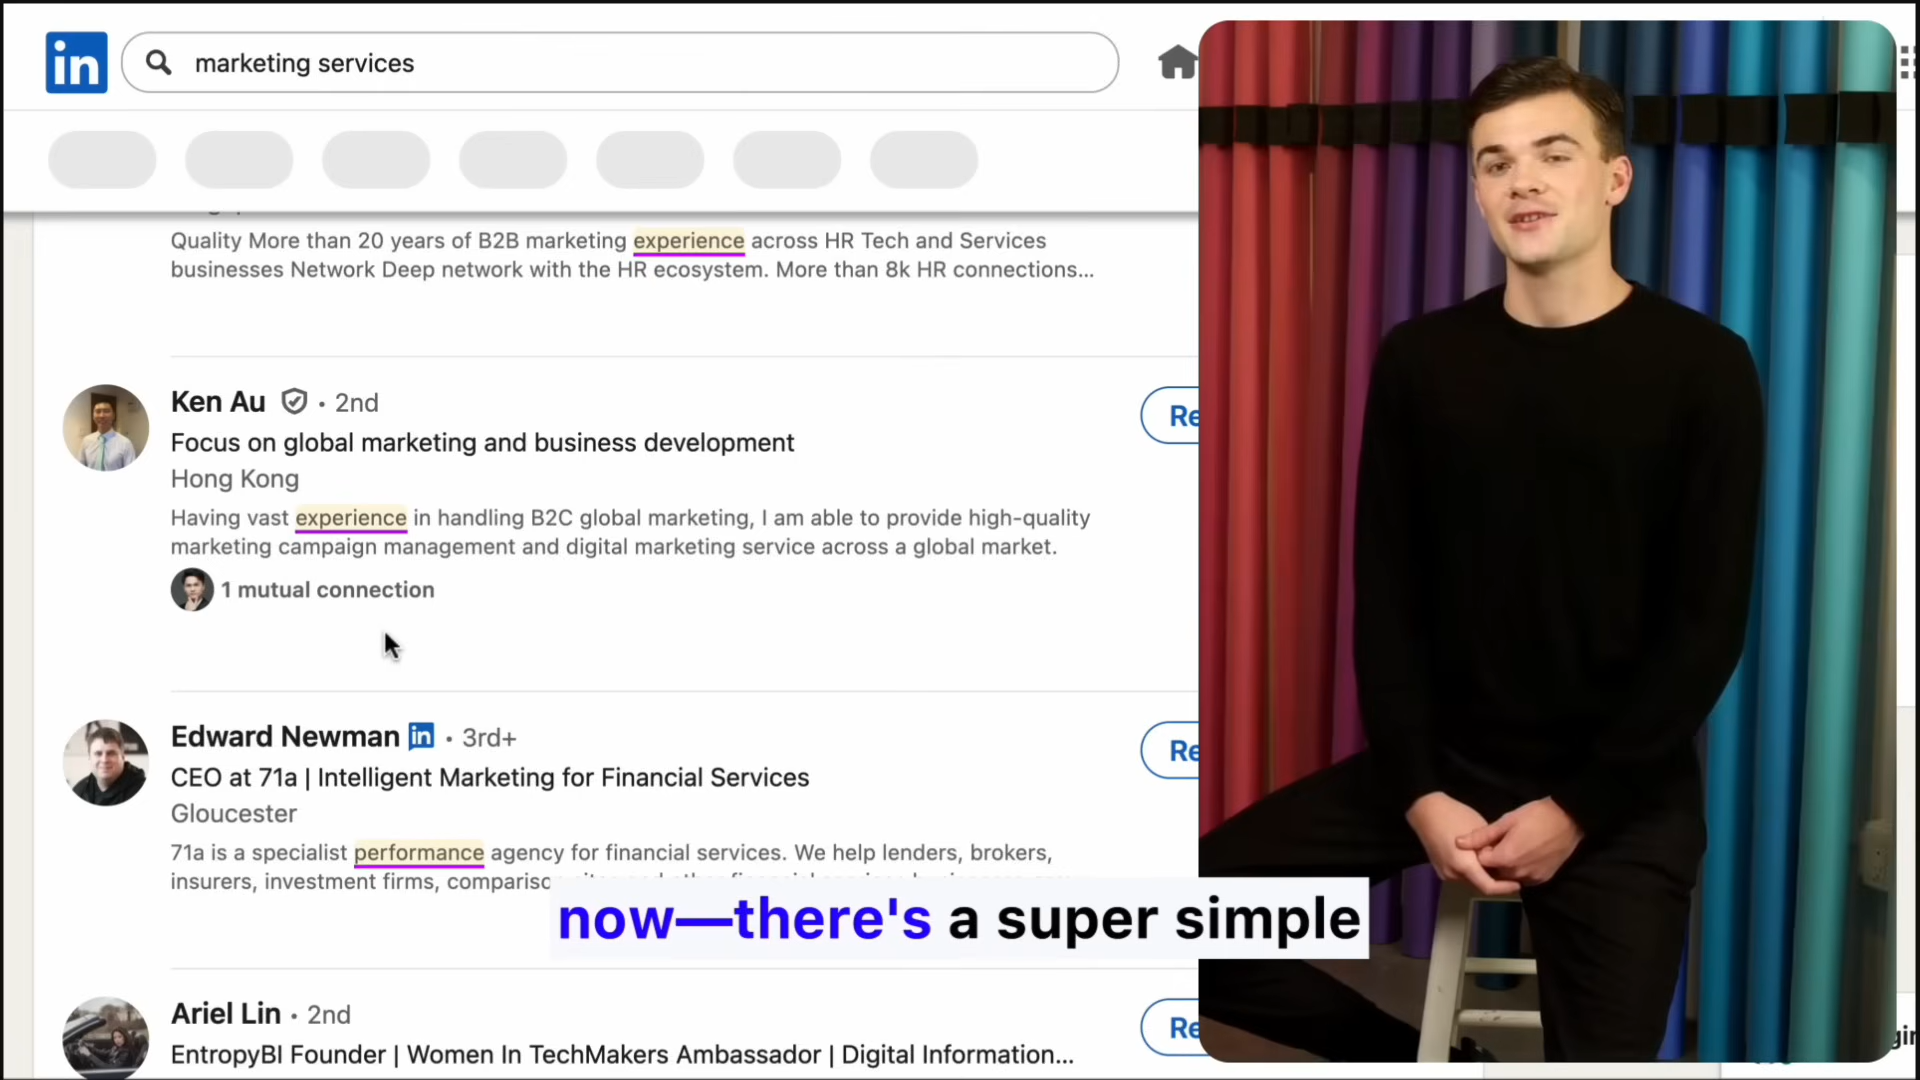 in
marketing services
Quality More than 20 years of B2B marketing experience across HR Tech and Services
businesses Network Deep network with the HR ecosystem. More than 8k HR connections...
Ken Au • 2nd
Re
Focus on global marketing and business development
Hong Kong
Having vast experience in handling B2C global marketing, I am able to provide high-quality
marketing campaign management and digital marketing service across a global market.
1 mutual connection
Edward Newman in • 3rd+
Re
CEO at 71a | Intelligent Marketing for Financial Services
Gloucester
71a is a specialist performance agency for financial services. We help lenders, brokers,
insurers, investment firms,
now—there's a super simple
Ariel Lin • 2nd
Re
EntropyBI Founder | Women In TechMakers Ambassador | Digital Information...